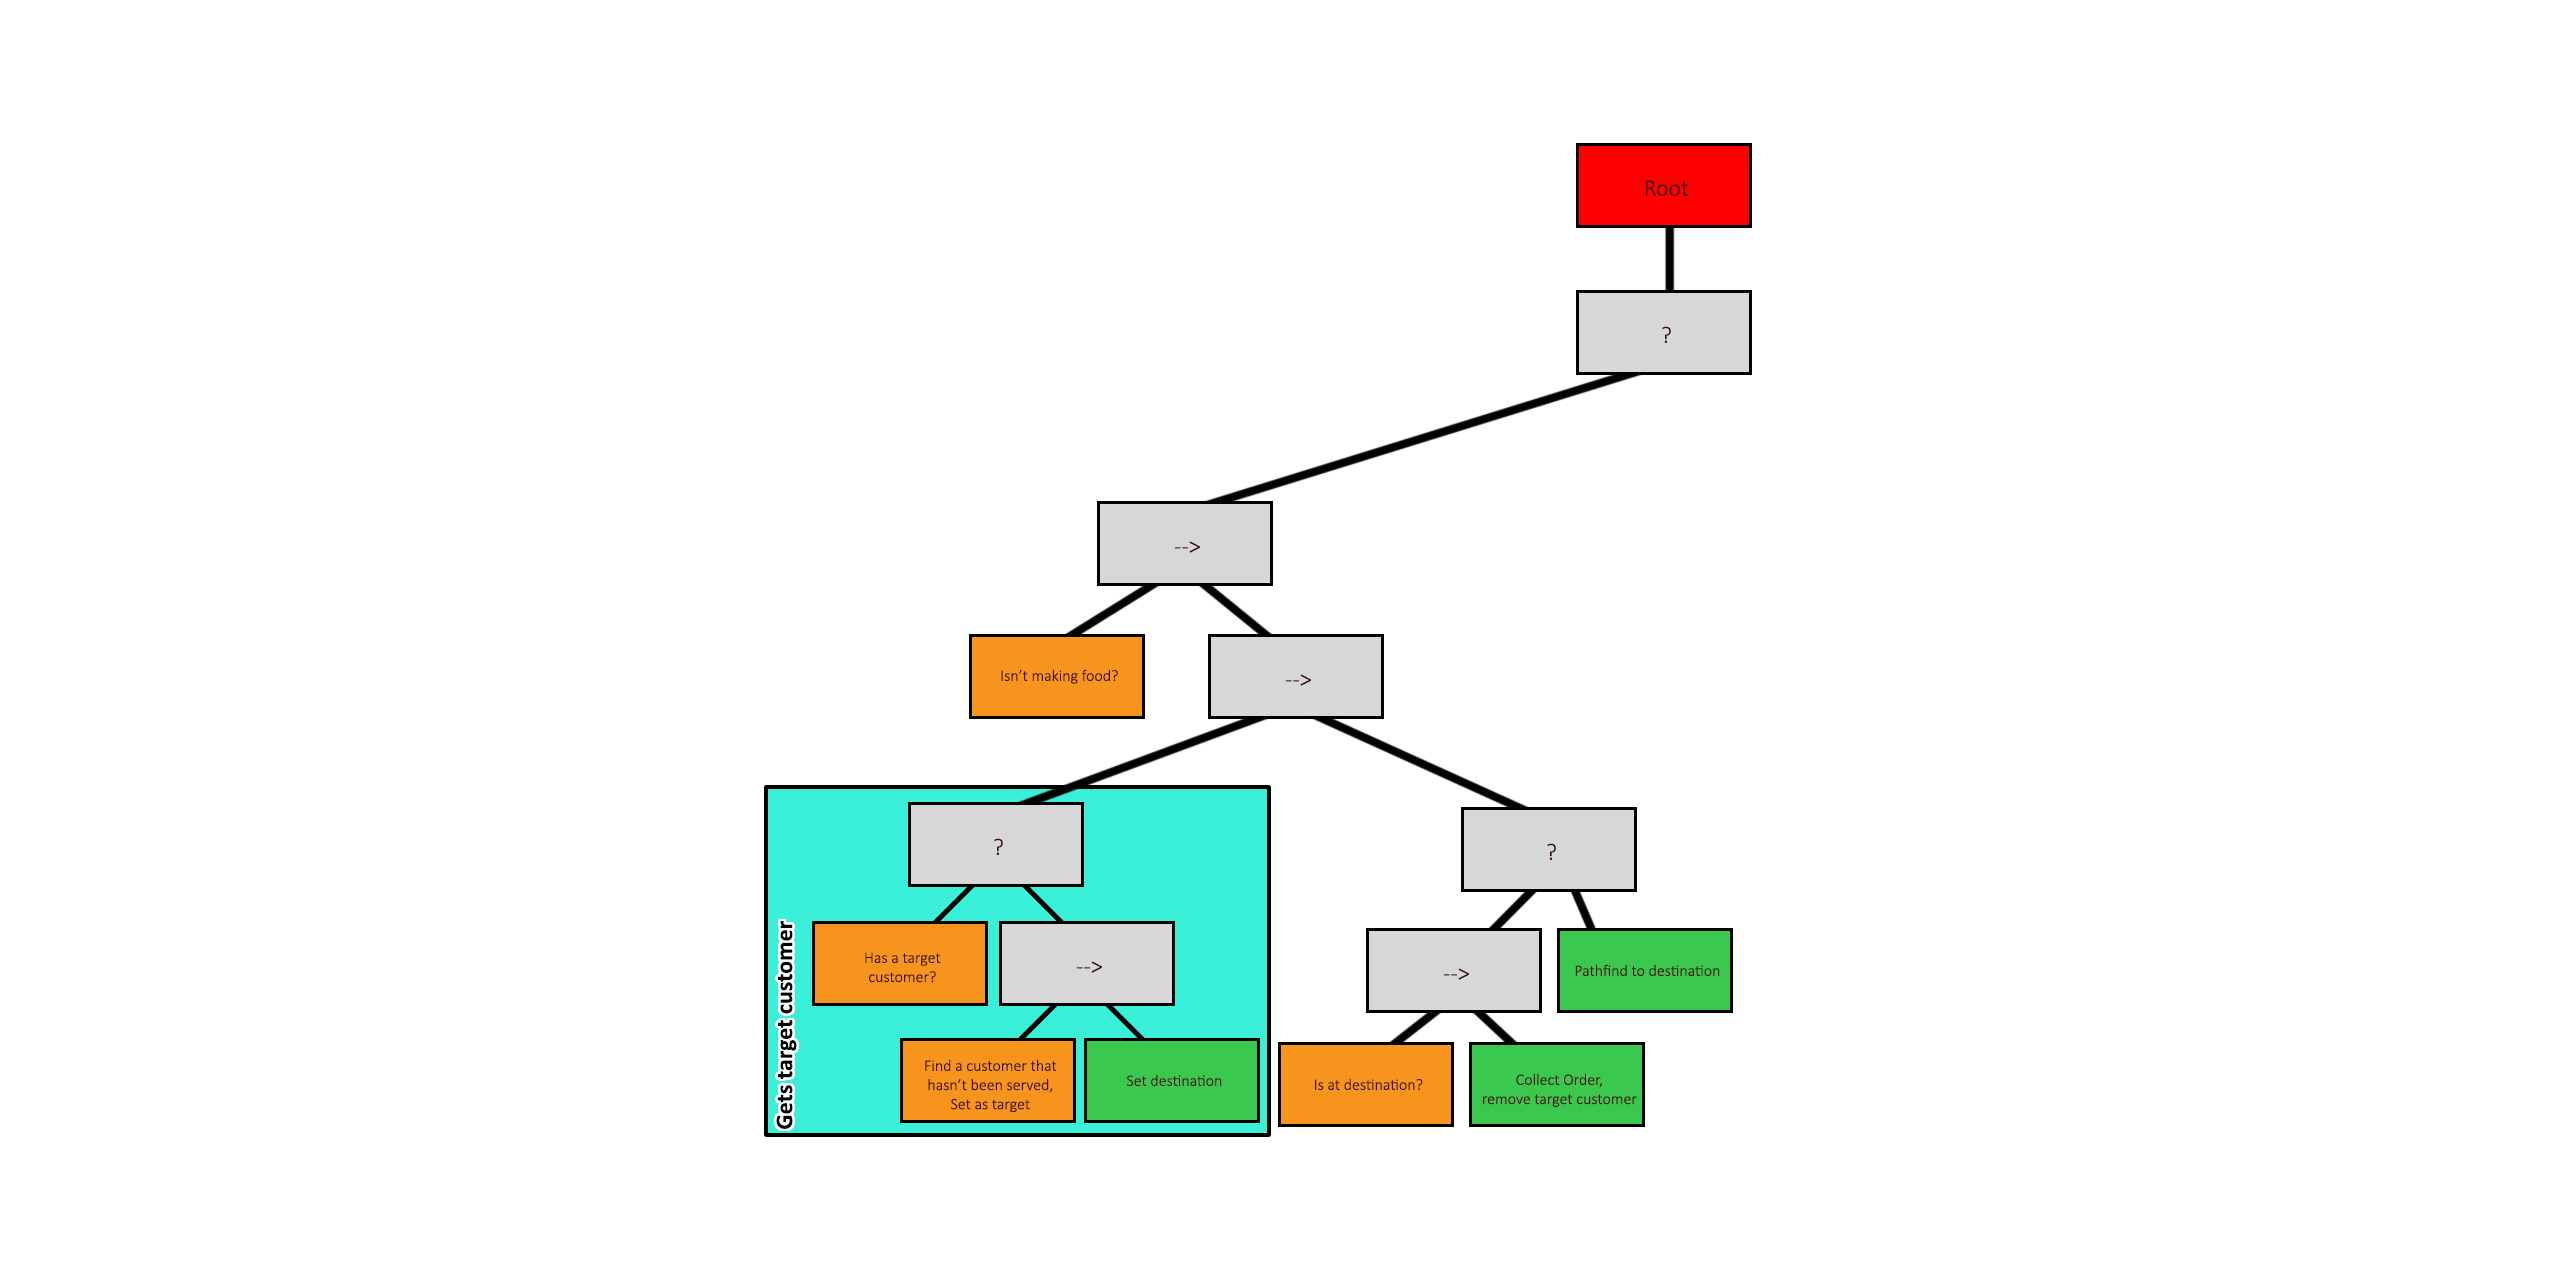 Root
?
-->
Isn't making food?
-->
?
?
Gets target customer
Has a target
customer?
-->
-->
Pathfind to destination
Find a customer that
hasn't been served,
Set as target
Set destination
Is at destination?
Collect Order,
remove target customer